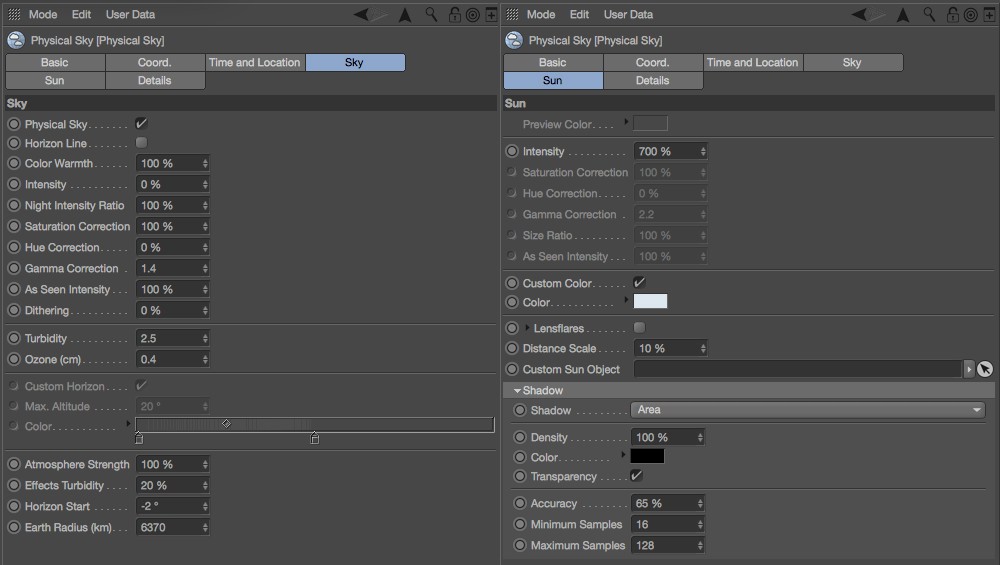 Mode Edit User Data
Physical Sky [Physical Sky]
Basic Coord. Time and Location Sky
Sun Details
Sky
Physical Sky . . . . . . . ✓
Horizon Line . . . . . .
Color Warmth . . . . . 100 %
Intensity . . . . . . . . . . 0 %
Night Intensity Ratio 100 %
Saturation Correction 100 %
Hue Correction . . . . 0 %
Gamma Correction . 1.4
As Seen Intensity . . . 100 %
Dithering . . . . . . . . . . 0 %
Turbidity . . . . . . . . . . 2.5
Ozone (cm) . . . . . . . . 0.4
Custom Horizon . . . . ✓
Max. Altitude . . . . . . 20 °
Color . . . . . . . . . . . .
Atmosphere Strength 100 %
Effects Turbidity . . . . 20 %
Horizon Start . . . . . . -2 °
Earth Radius (km) . . . 6370
Mode Edit User Data
Physical Sky [Physical Sky]
Basic Coord. Time and Location Sky
Sun Details
Sun
Preview Color . . . .
Intensity . . . . . . . . . 700 %
Saturation Correction 100 %
Hue Correction . . . . 0 %
Gamma Correction . 2.2
Size Ratio . . . . . . . . . 100 %
As Seen Intensity . . . 100 %
Custom Color . . . . . . ✓
Color . . . . . . . . . . .
Lensflares . . . . . . .
Distance Scale . . . . . 10 %
Custom Sun Object
Shadow
Shadow . . . . . . . . . Area
Density . . . . . . . . . . 100 %
Color . . . . . . . . . . .
Transparency . . . . . . ✓
Accuracy . . . . . . . . . 65 %
Minimum Samples 16
Maximum Samples 128